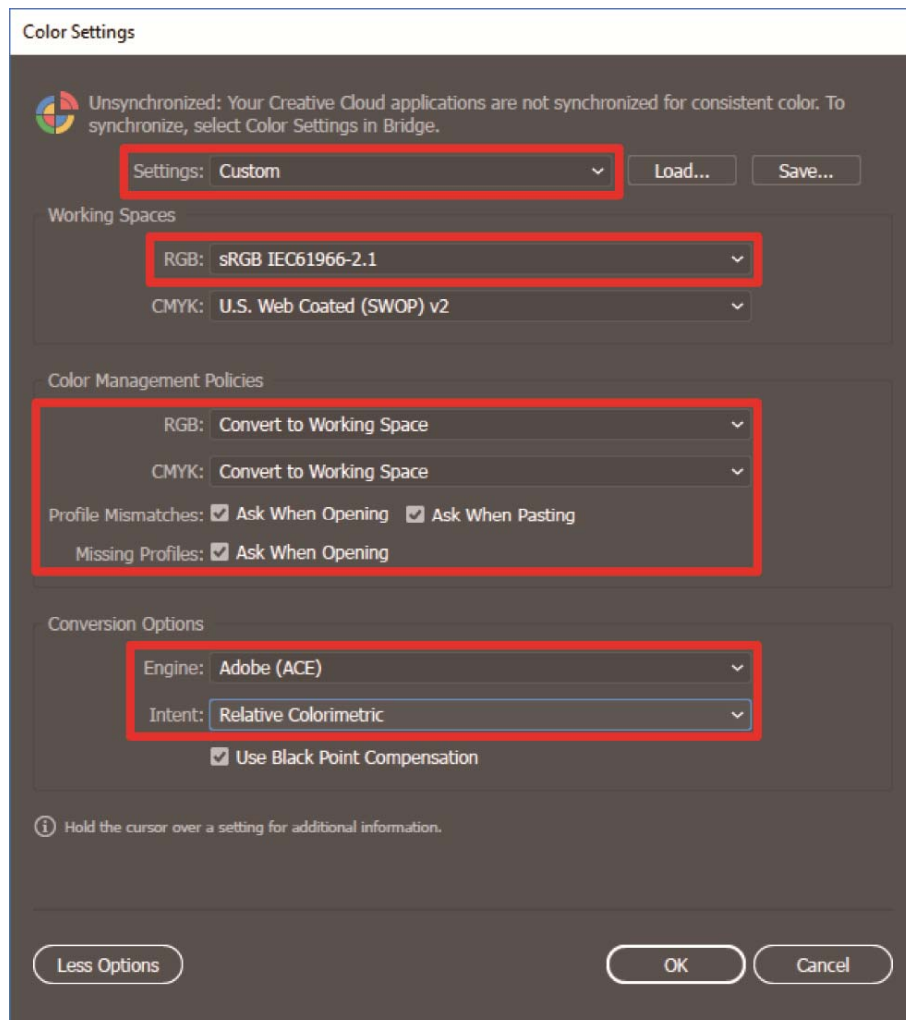 Color Settings
Unsynchronized: Your Creative Cloud applications are not synchronized for consistent color. To
synchronize, select Color Settings in Bridge.
Settings: Custom Load... Save...
Working Spaces
RGB: sRGB IEC61966-2.1
CMYK: U.S. Web Coated (SWOP) v2
Color Management Policies
RGB: Convert to Working Space
CMYK: Convert to Working Space
Profile Mismatches: Ask When Opening Ask When Pasting
Missing Profiles: Ask When Opening
Conversion Options
Engine: Adobe (ACE)
Intent: Relative Colorimetric
Use Black Point Compensation
Hold the cursor over a setting for additional information.
Less Options OK Cancel